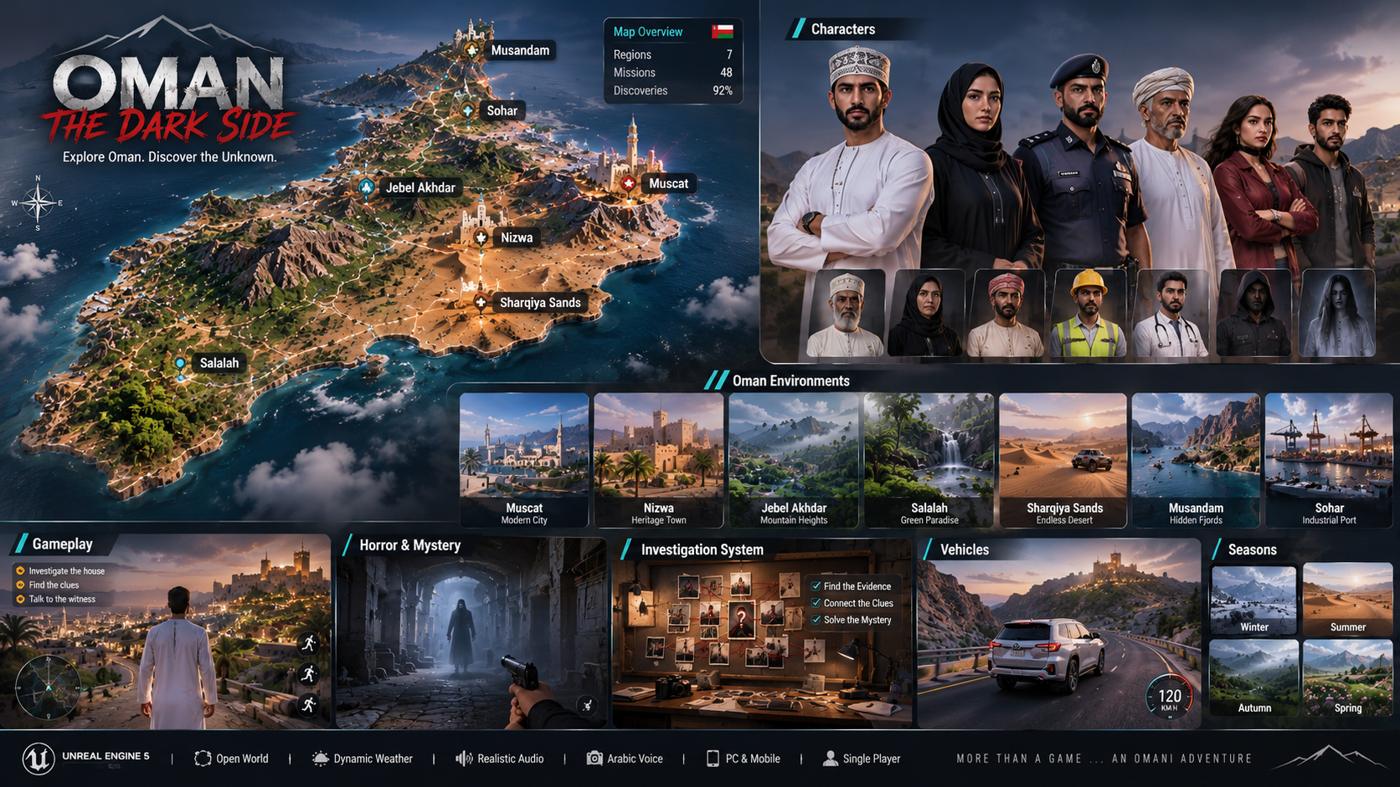 OMAN
THE DARK SIDE
Explore Oman. Discover the Unknown.
N
W E
S
Musandam
Sohar
Jebel Akhdar
Muscat
Nizwa
Sharqiya Sands
Salalah
Map Overview
Regions 7
Missions 48
Discoveries 92%
Characters
Oman Environments
Muscat
Modern City
Nizwa
Heritage Town
Jebel Akhdar
Mountain Heights
Salalah
Green Paradise
Sharqiya Sands
Endless Desert
Musandam
Hidden Fjords
Sohar
Industrial Port
Gameplay
Investigate the house
Find the clues
Talk to the witness
Horror & Mystery
Investigation System
Find the Evidence
Connect the Clues
Solve the Mystery
Vehicles
120
KM H
Seasons
Winter
Summer
Autumn
Spring
UNREAL ENGINE 5
Open World
Dynamic Weather
Realistic Audio
Arabic Voice
PC & Mobile
Single Player
MORE THAN A GAME ... AN OMANI ADVENTURE